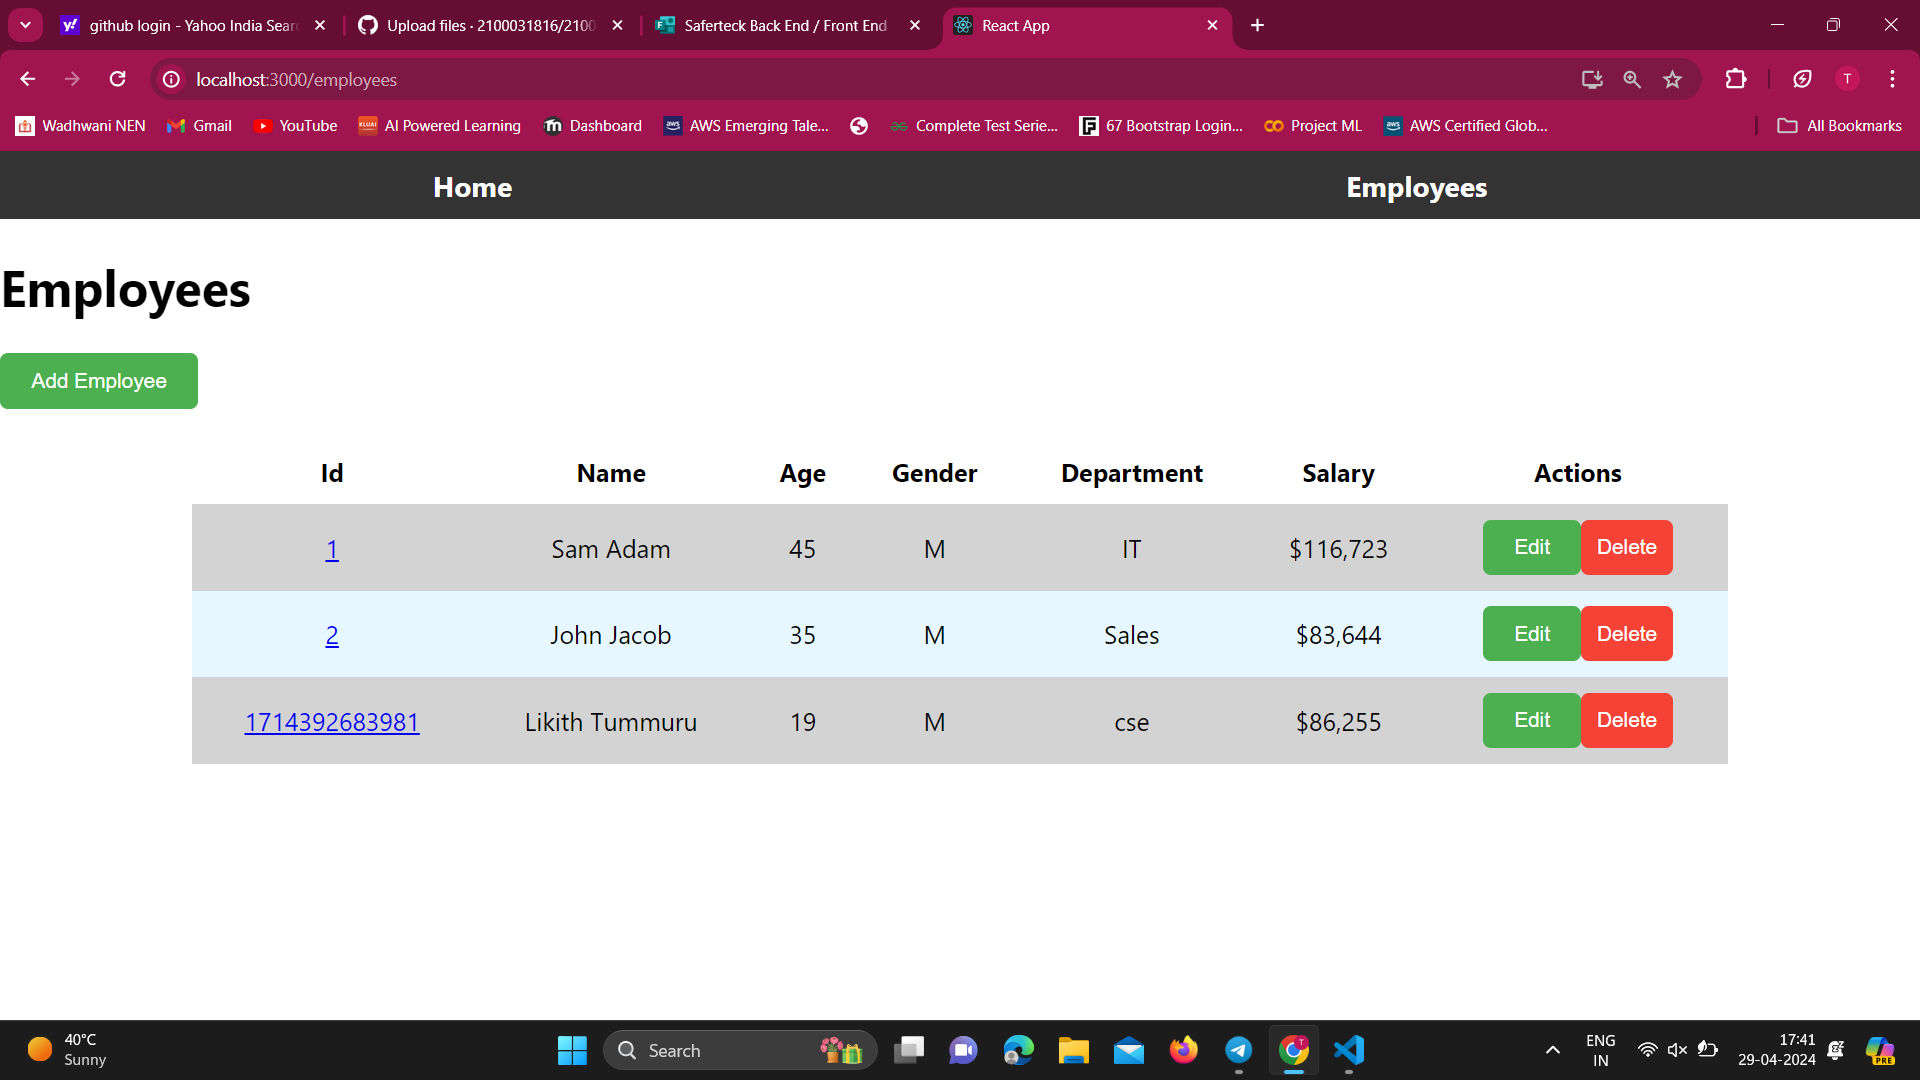 github login - Yahoo India Sear
Upload files · 2100031816/2100
Saferteck Back End / Front End
React App
localhost:3000/employees
T
Wadhwani NEN
Gmail
YouTube
AI Powered Learning
Dashboard
AWS Emerging Tale...
Complete Test Serie...
67 Bootstrap Login...
Project ML
AWS Certified Glob...
All Bookmarks
Home Employees
Employees
Add Employee
Id Name Age Gender Department Salary Actions
1 Sam Adam 45 M IT $116,723 Edit Delete
2 John Jacob 35 M Sales $83,644 Edit Delete
1714392683981 Likith Tummuru 19 M cse $86,255 Edit Delete
40°C
Sunny
Search
ENG
IN
17:41
29-04-2024
PRE